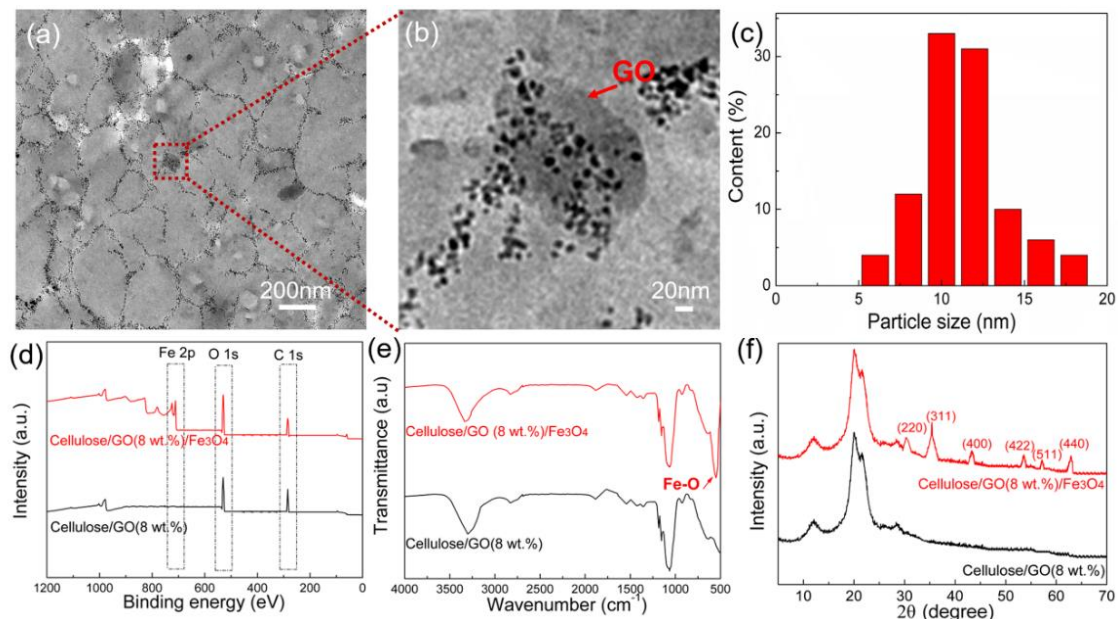 (a)
200nm
(b)
GO
20nm
(c)
Content (%)
30
20
10
0
0 5 10 15 20
Particle size (nm)
(d)
Fe 2p O 1s C 1s
Intensity (a.u.)
Cellulose/GO(8 wt.%)/Fe3O4
Cellulose/GO(8 wt.%)
1200 1000 800 600 400 200 0
Binding energy (eV)
(e)
Transmittance (a.u)
Cellulose/GO (8 wt.%)/Fe3O4
Fe-O
Cellulose/GO(8 wt.%)
4000 3500 3000 2500 2000 1500 1000 500
Wavenumber (cm-1)
(f)
Intensity (a.u.)
(220) (311) (400) (422) (511) (440)
Cellulose/GO(8 wt.%)/Fe3O4
Cellulose/GO(8 wt.%)
10 20 30 40 50 60 70
2θ (degree)